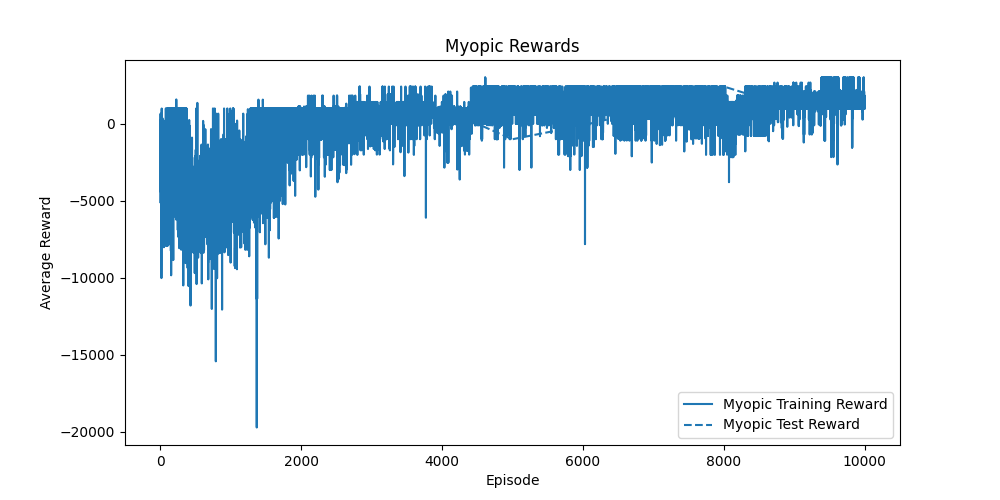 Myopic Rewards
Average Reward
0
−5000
−10000
−15000
−20000
0
2000
4000
6000
8000
10000
Episode
Myopic Training Reward
Myopic Test Reward